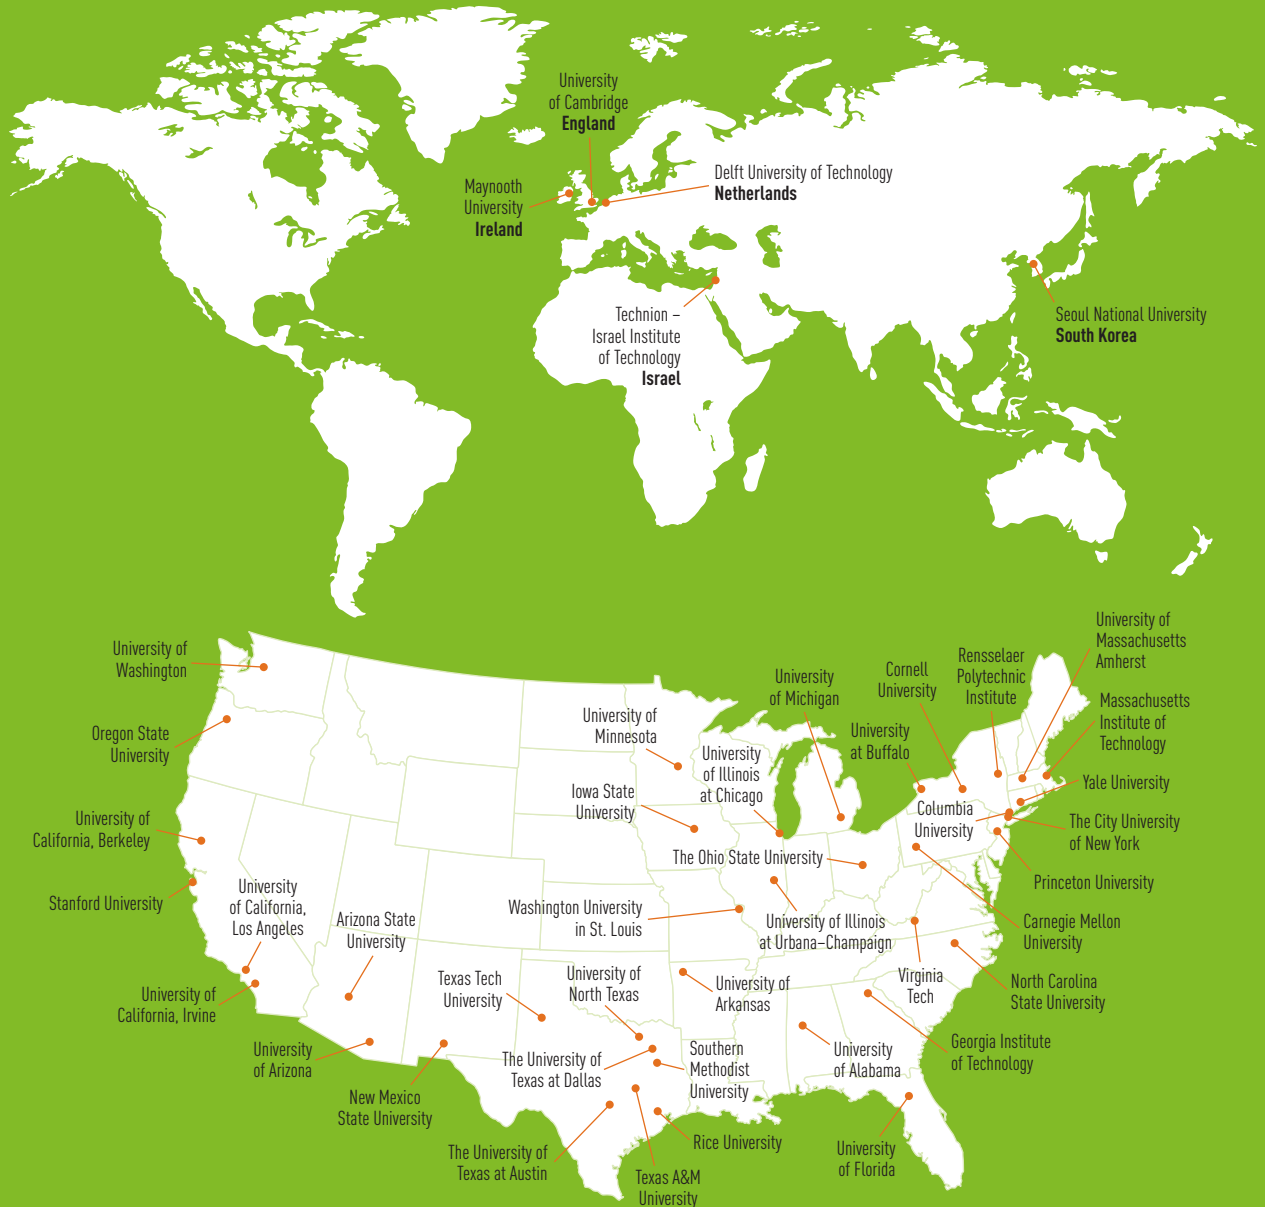 University
of Cambridge
England
Delft University of Technology
Netherlands
Maynooth
University
Ireland
Technion –
Israel Institute
of Technology
Israel
Seoul National University
South Korea
University of
Washington
Oregon State
University
University of
California, Berkeley
Stanford University
University
of California,
Los Angeles
University of
California, Irvine
Arizona State
University
University
of Arizona
New Mexico
State University
Texas Tech
University
University of
North Texas
The University of
Texas at Dallas
Southern
Methodist
University
The University of
Texas at Austin
Texas A&M
University
Rice University
University of
Minnesota
Iowa State
University
University
of Illinois
at Chicago
The Ohio State University
Washington University
in St. Louis
University of Illinois
at Urbana–Champaign
University of
Arkansas
University
of Alabama
University
of Florida
Georgia Institute
of Technology
North Carolina
State University
Virginia
Tech
Carnegie Mellon
University
Princeton University
The City University
of New York
Columbia
University
Yale University
Massachusetts
Institute of
Technology
University of
Massachusetts
Amherst
Rensselaer
Polytechnic
Institute
Cornell
University
University
at Buffalo
University
of Michigan